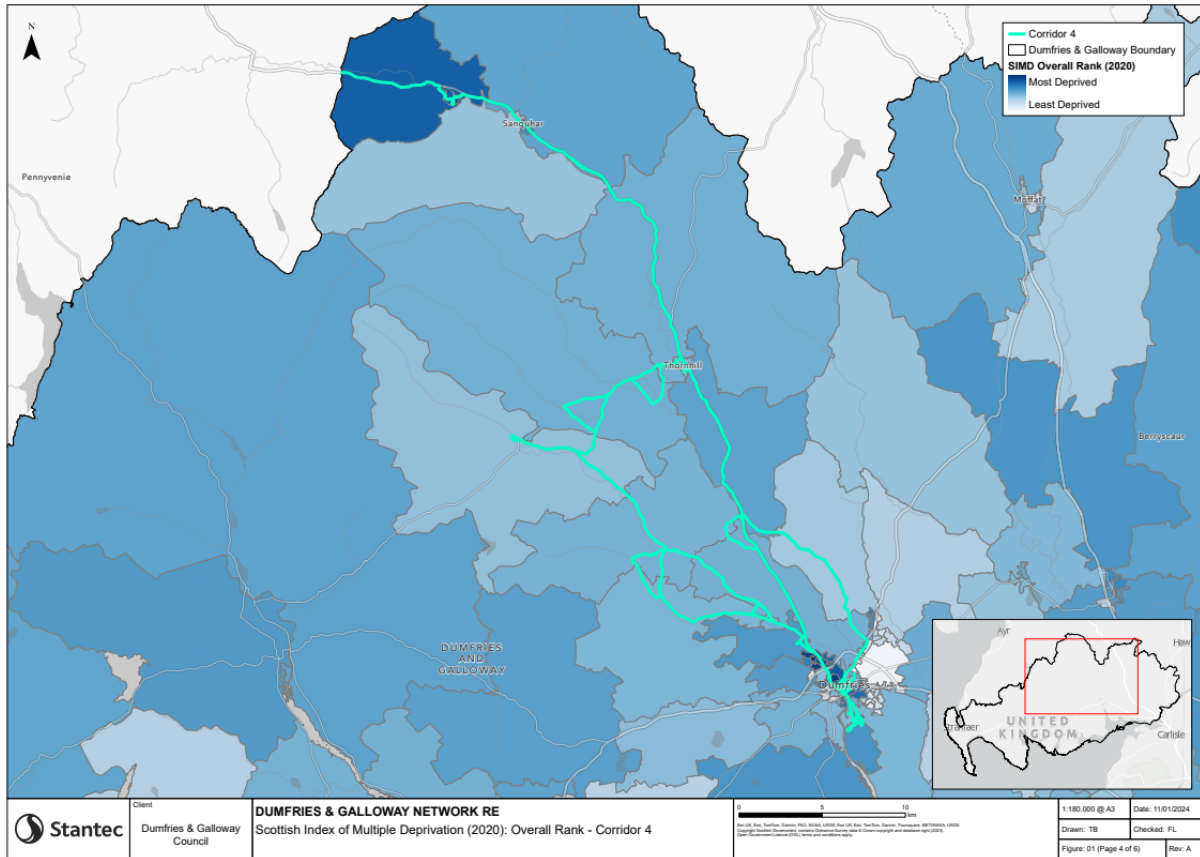 N
Corridor 4
Dumfries & Galloway Boundary
SIMD Overall Rank (2020)
Most Deprived
Least Deprived
Sanquhar
Pennyvenie
Moffat
Thornhill
Berryscaur
DUMFRIES
AND
GALLOWAY
Dumfries
Ayr
Haw
Stranraer
UNITED
KINGDOM
Carlisle
Stantec
Client
Dumfries & Galloway
Council
DUMFRIES & GALLOWAY NETWORK RE
Scottish Index of Multiple Deprivation (2020): Overall Rank - Corridor 4
0
5
10
km
1:180,000 @ A3
Date: 11/01/2024
Drawn: TB
Checked: FL
Figure: 01 (Page 4 of 6)
Rev: A